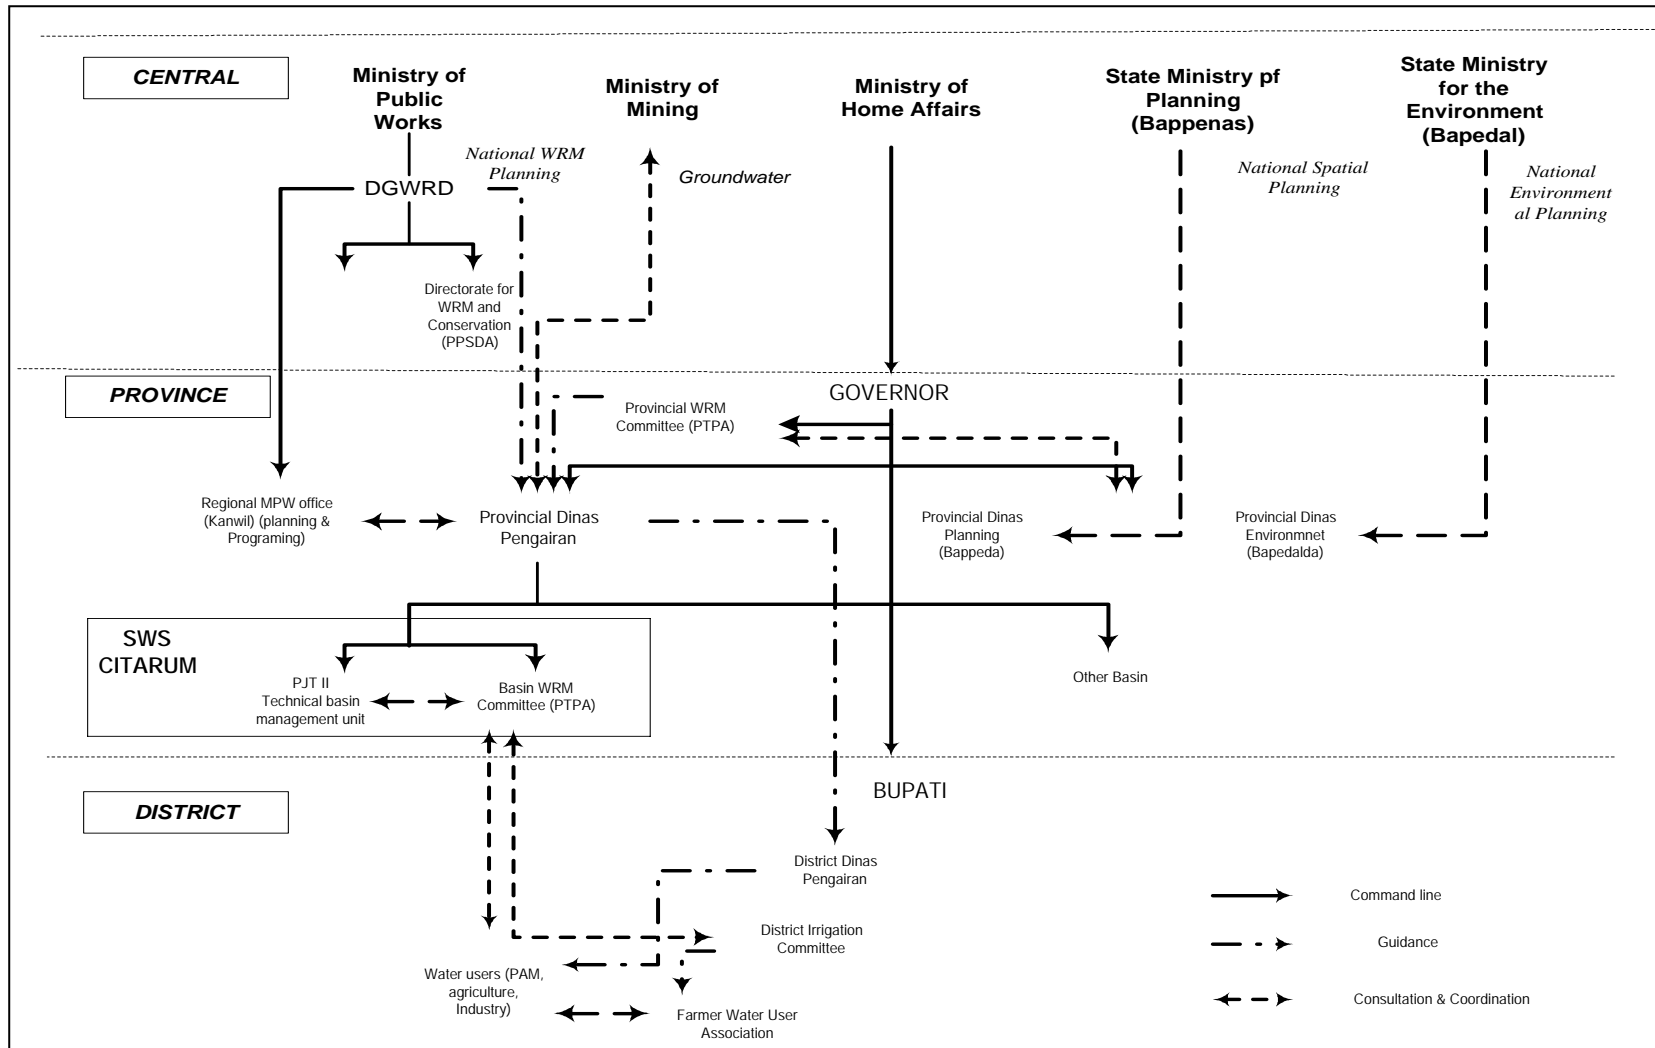 CENTRAL
Ministry of
Public
Works
Ministry of
Mining
Ministry of
Home Affairs
State Ministry pf
Planning
(Bappenas)
State Ministry
for the
Environment
(Bapedal)
National WRM
Planning
Groundwater
National Spatial
Planning
National
Environment
al Planning
DGWRD
Directorate for
WRM and
Conservation
(PPSDA)
PROVINCE
GOVERNOR
Provincial WRM
Committee (PTPA)
Regional MPW office
(Kanwil) (planning &
Programing)
Provincial Dinas
Pengairan
Provincial Dinas
Planning
(Bappeda)
Provincial Dinas
Environmnet
(Bapedalda)
SWS
CITARUM
PJT II
Technical basin
management unit
Basin WRM
Committee (PTPA)
Other Basin
DISTRICT
BUPATI
District Dinas
Pengairan
District Irrigation
Committee
Water users (PAM,
agriculture,
Industry)
Farmer Water User
Association
Command line
Guidance
Consultation & Coordination